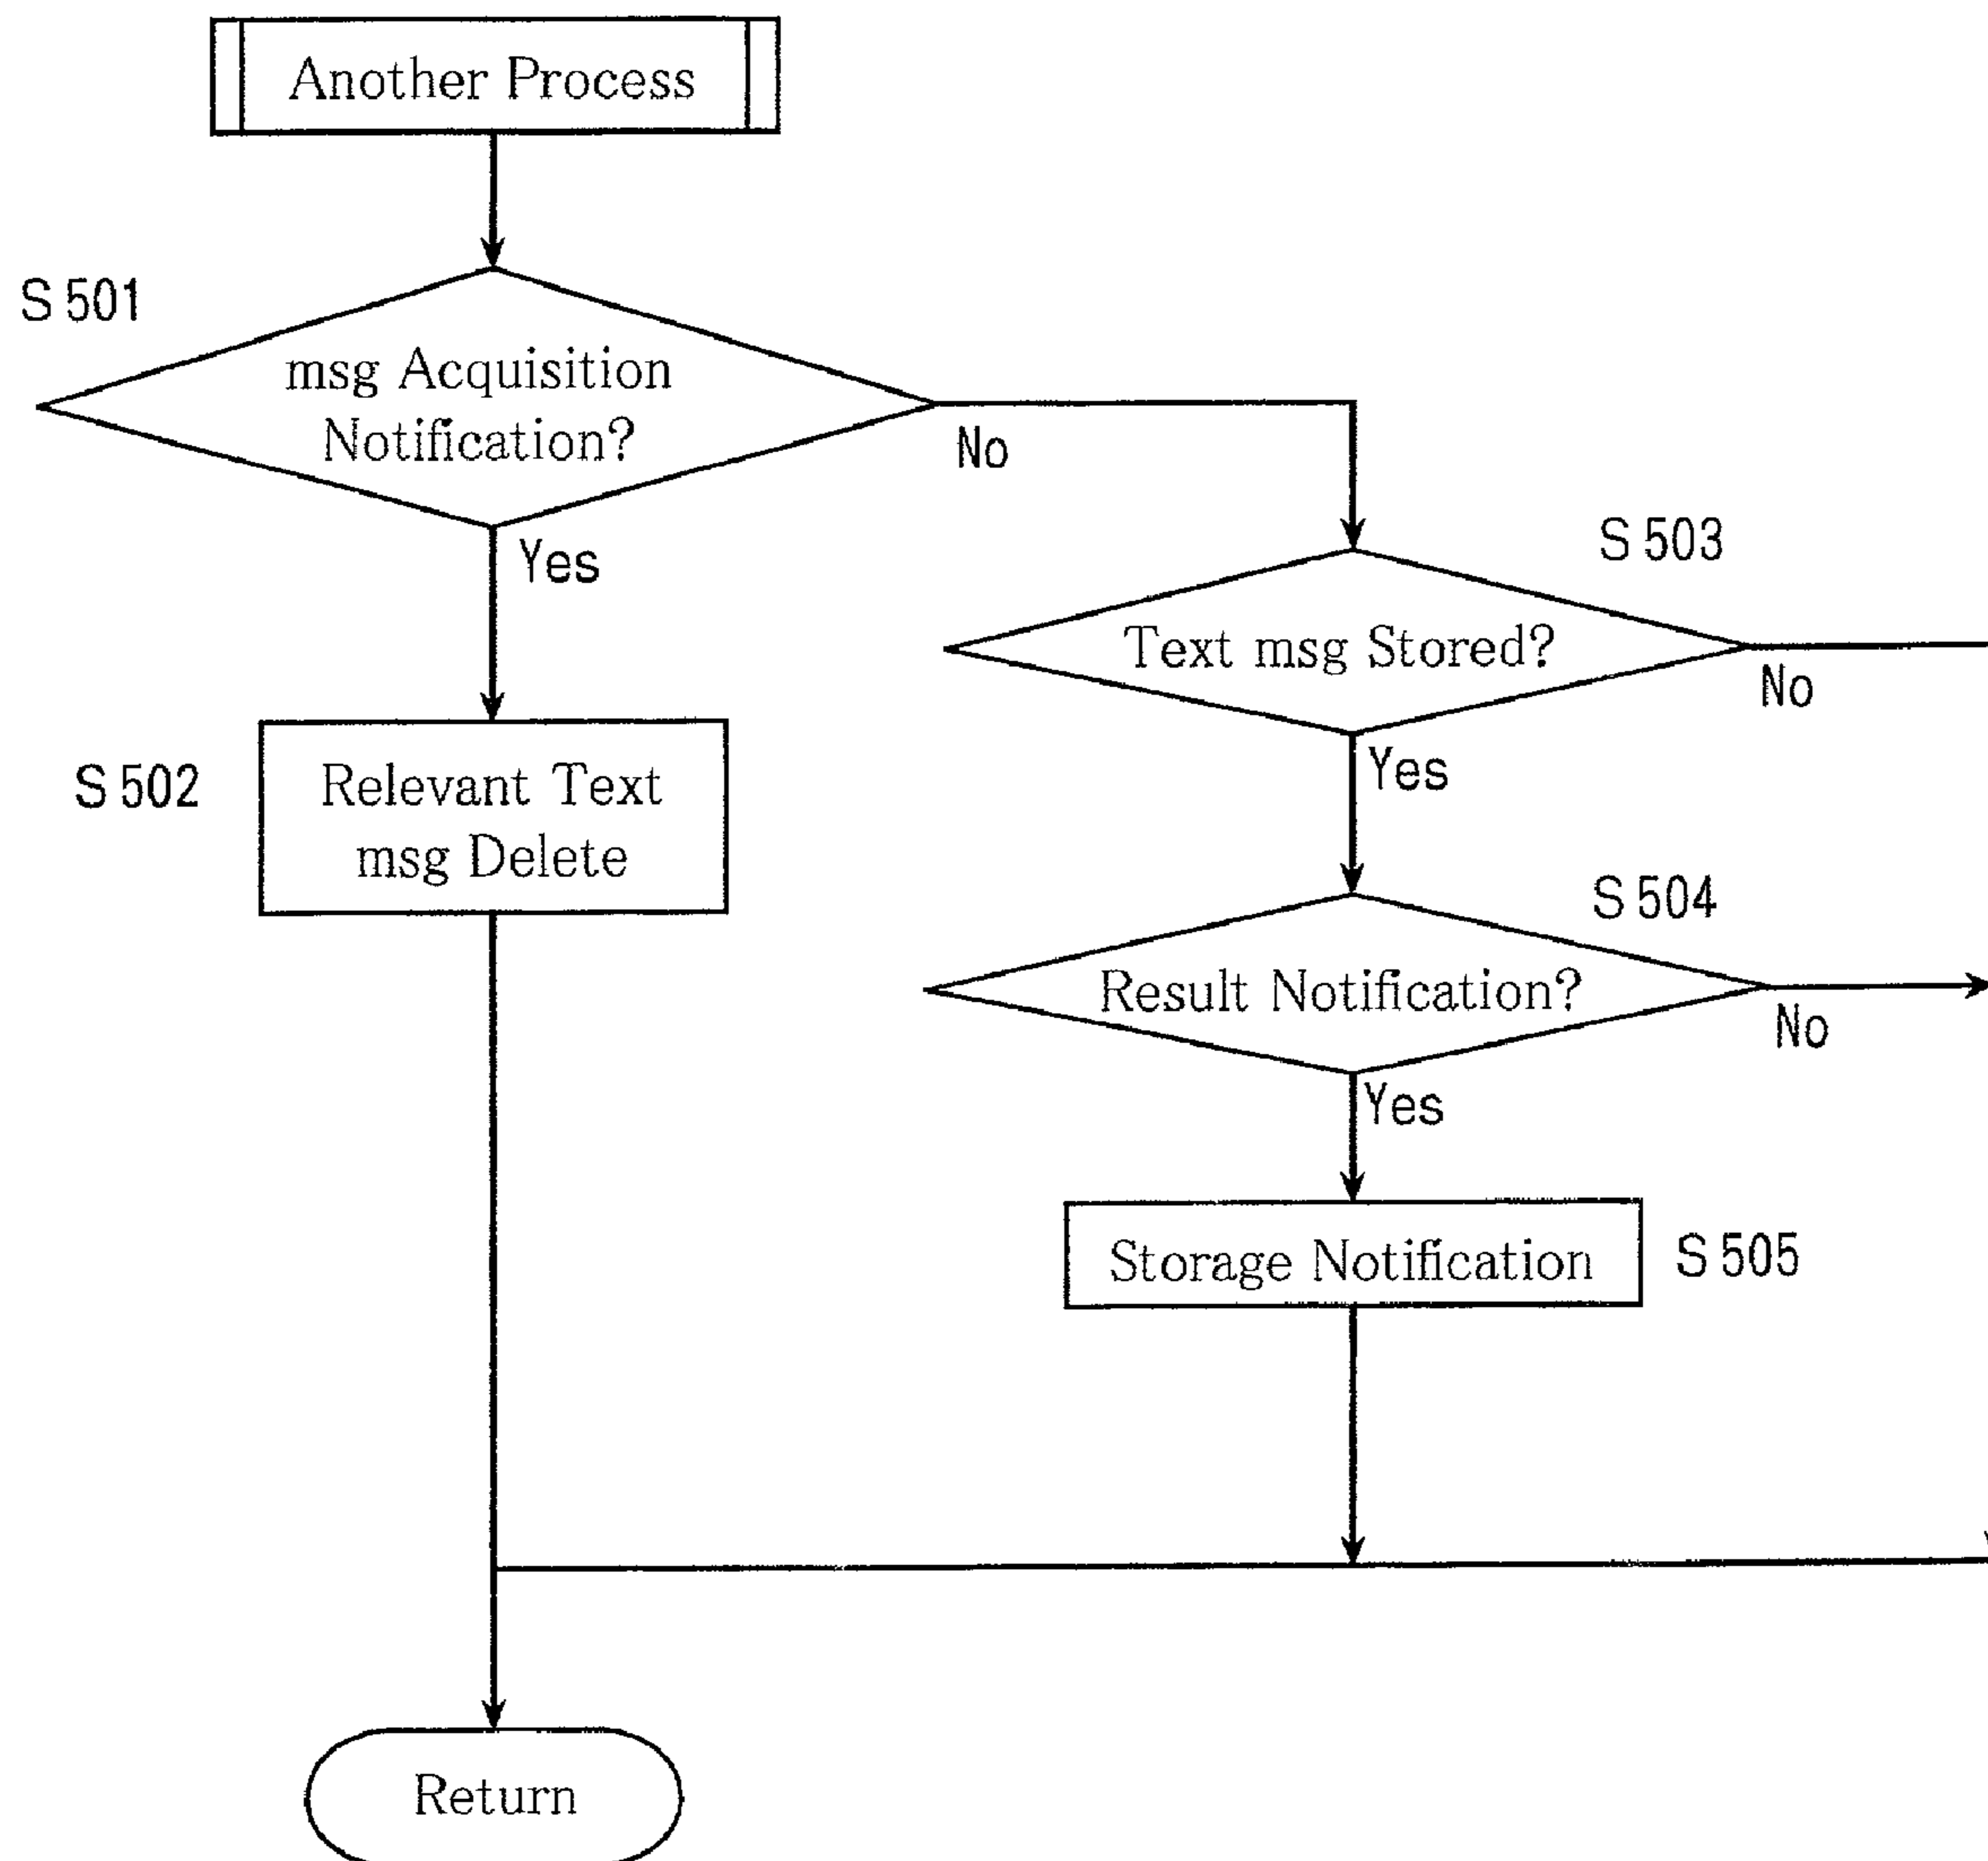 Another Process
S 501
msg Acquisition
Notification?
No
Yes
S 503
Text msg Stored?
No
Yes
S 502
Relevant Text
msg Delete
S 504
Result Notification?
No
Yes
Storage Notification
S 505
Return